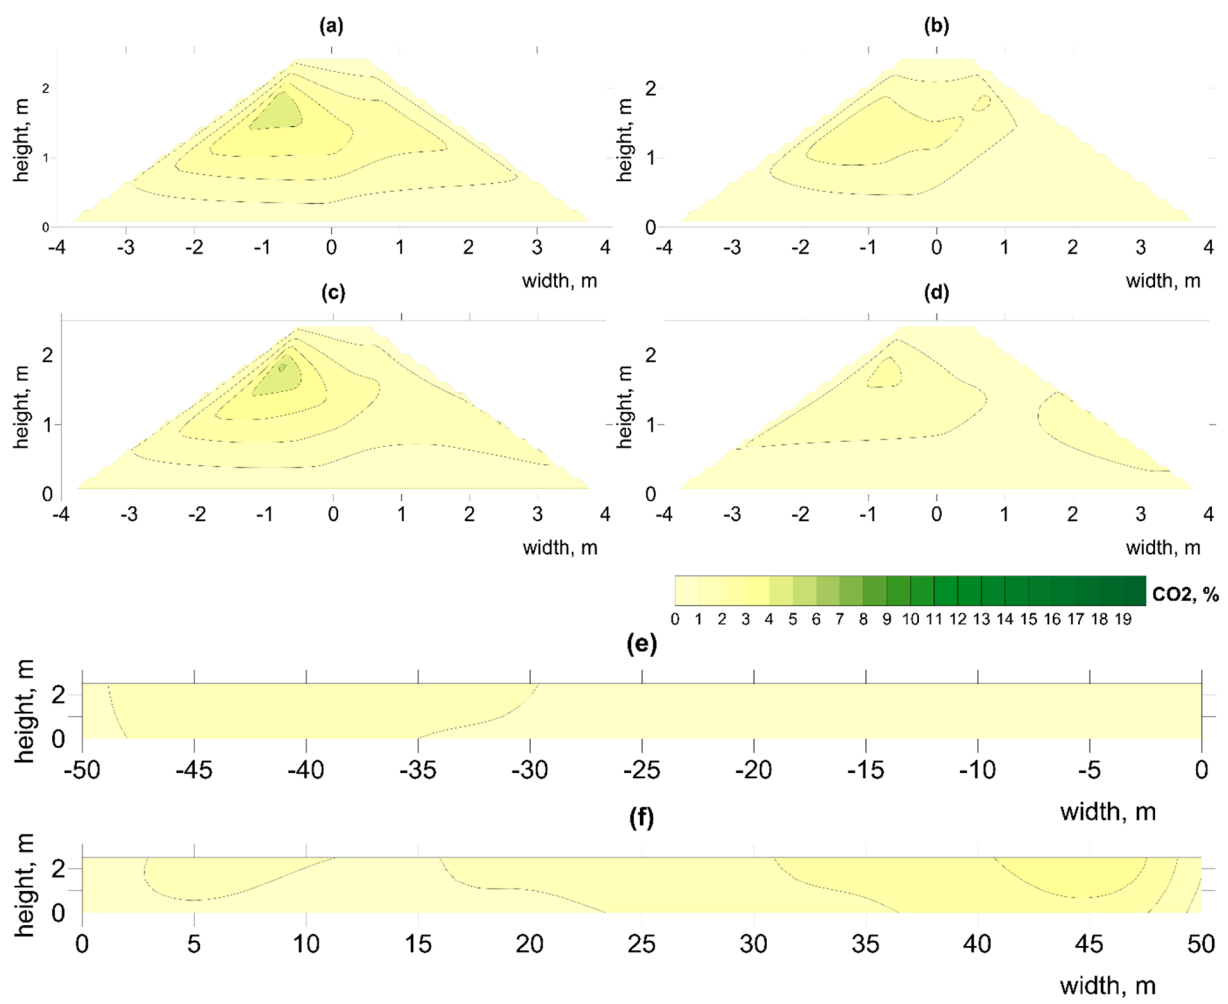 (a) (b)
height, m 2 1 0 height, m 2 1 0
-4 -3 -2 -1 0 1 2 3 4 -4 -3 -2 -1 0 1 2 3 4
width, m width, m
(c) (d)
height, m 2 1 0 height, m 2 1 0
-4 -3 -2 -1 0 1 2 3 4 -4 -3 -2 -1 0 1 2 3 4
width, m width, m
CO2, %
0 1 2 3 4 5 6 7 8 9 10 11 12 13 14 15 16 17 18 19
(e)
height, m 2 0
-50 -45 -40 -35 -30 -25 -20 -15 -10 -5 0
width, m
(f)
height, m 2 0
0 5 10 15 20 25 30 35 40 45 50
width, m